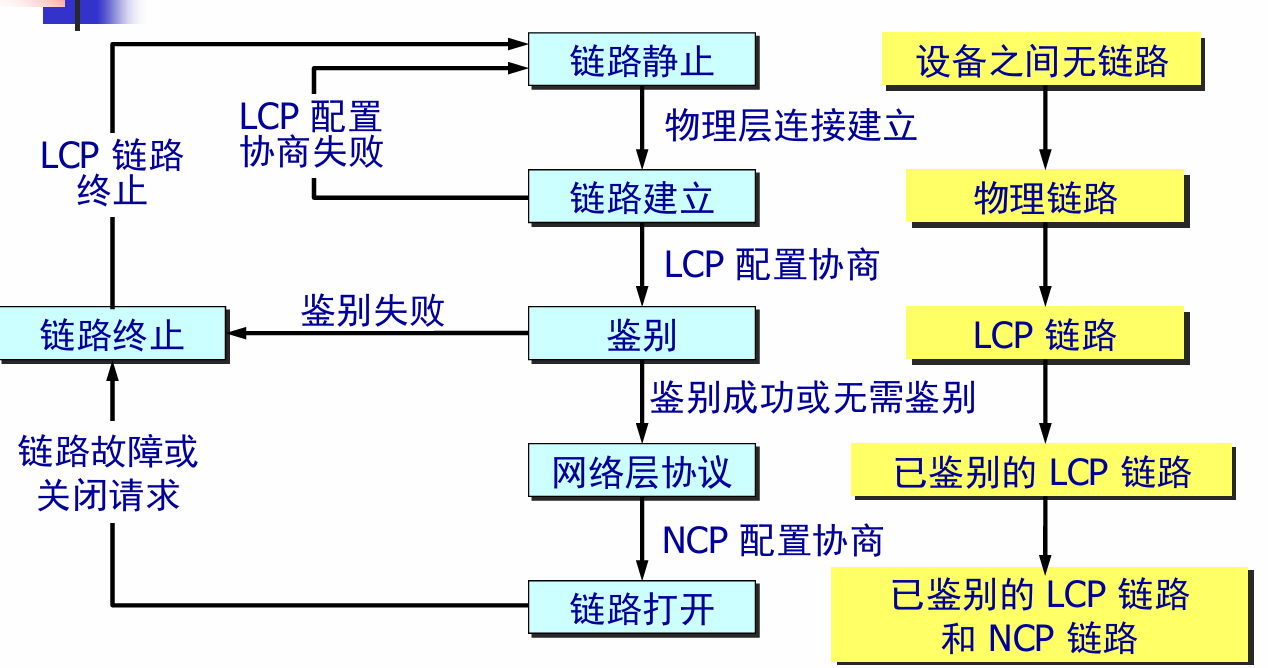 链路静止
设备之间无链路
LCP 配置
协商失败
物理层连接建立
LCP 链路
终止
链路建立
物理链路
LCP 配置协商
鉴别失败
链路终止
鉴别
LCP 链路
鉴别成功或无需鉴别
链路故障或
关闭请求
网络层协议
已鉴别的 LCP 链路
NCP 配置协商
链路打开
已鉴别的 LCP 链路
和 NCP 链路